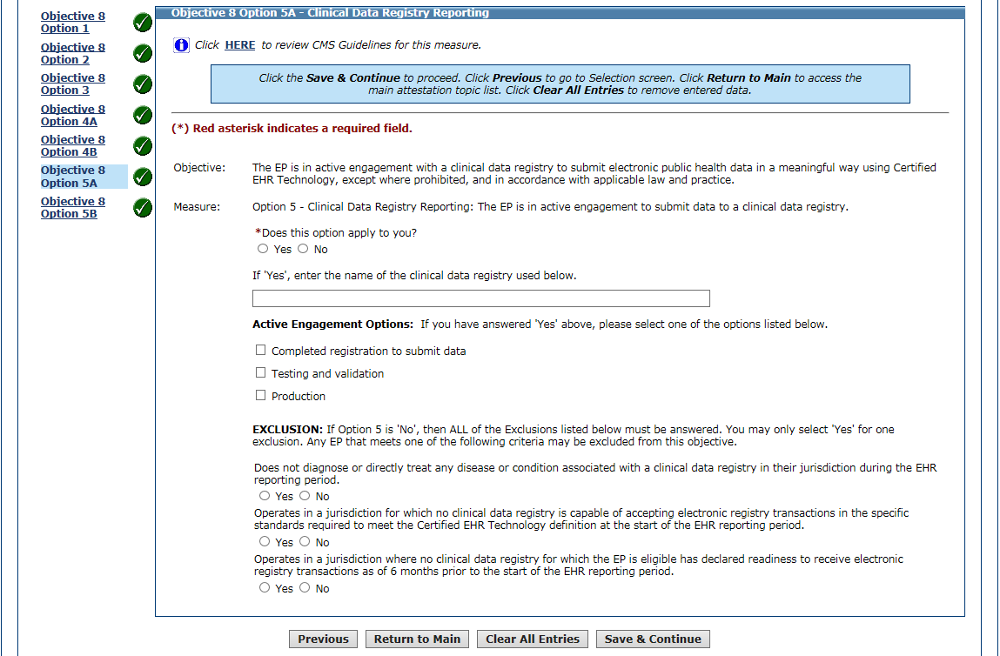 Objective 8
Option 1
Objective 8
Option 2
Objective 8
Option 3
Objective 8
Option 4A
Objective 8
Option 4B
Objective 8
Option 5A
Objective 8
Option 5B
Objective 8 Option 5A - Clinical Data Registry Reporting
Click HERE to review CMS Guidelines for this measure.
Click the Save & Continue to proceed. Click Previous to go to Selection screen. Click Return to Main to access the
main attestation topic list. Click Clear All Entries to remove entered data.
(*) Red asterisk indicates a required field.
Objective: The EP is in active engagement with a clinical data registry to submit electronic public health data in a meaningful way using Certified
EHR Technology, except where prohibited, and in accordance with applicable law and practice.
Measure: Option 5 - Clinical Data Registry Reporting: The EP is in active engagement to submit data to a clinical data registry.
*Does this option apply to you?
Yes No
If 'Yes', enter the name of the clinical data registry used below.
Active Engagement Options: If you have answered 'Yes' above, please select one of the options listed below.
Completed registration to submit data
Testing and validation
Production
EXCLUSION: If Option 5 is 'No', then ALL of the Exclusions listed below must be answered. You may only select 'Yes' for one
exclusion. Any EP that meets one of the following criteria may be excluded from this objective.
Does not diagnose or directly treat any disease or condition associated with a clinical data registry in their jurisdiction during the EHR
reporting period.
Yes No
Operates in a jurisdiction for which no clinical data registry is capable of accepting electronic registry transactions in the specific
standards required to meet the Certified EHR Technology definition at the start of the EHR reporting period.
Yes No
Operates in a jurisdiction where no clinical data registry for which the EP is eligible has declared readiness to receive electronic
registry transactions as of 6 months prior to the start of the EHR reporting period.
Yes No
Previous Return to Main Clear All Entries Save & Continue